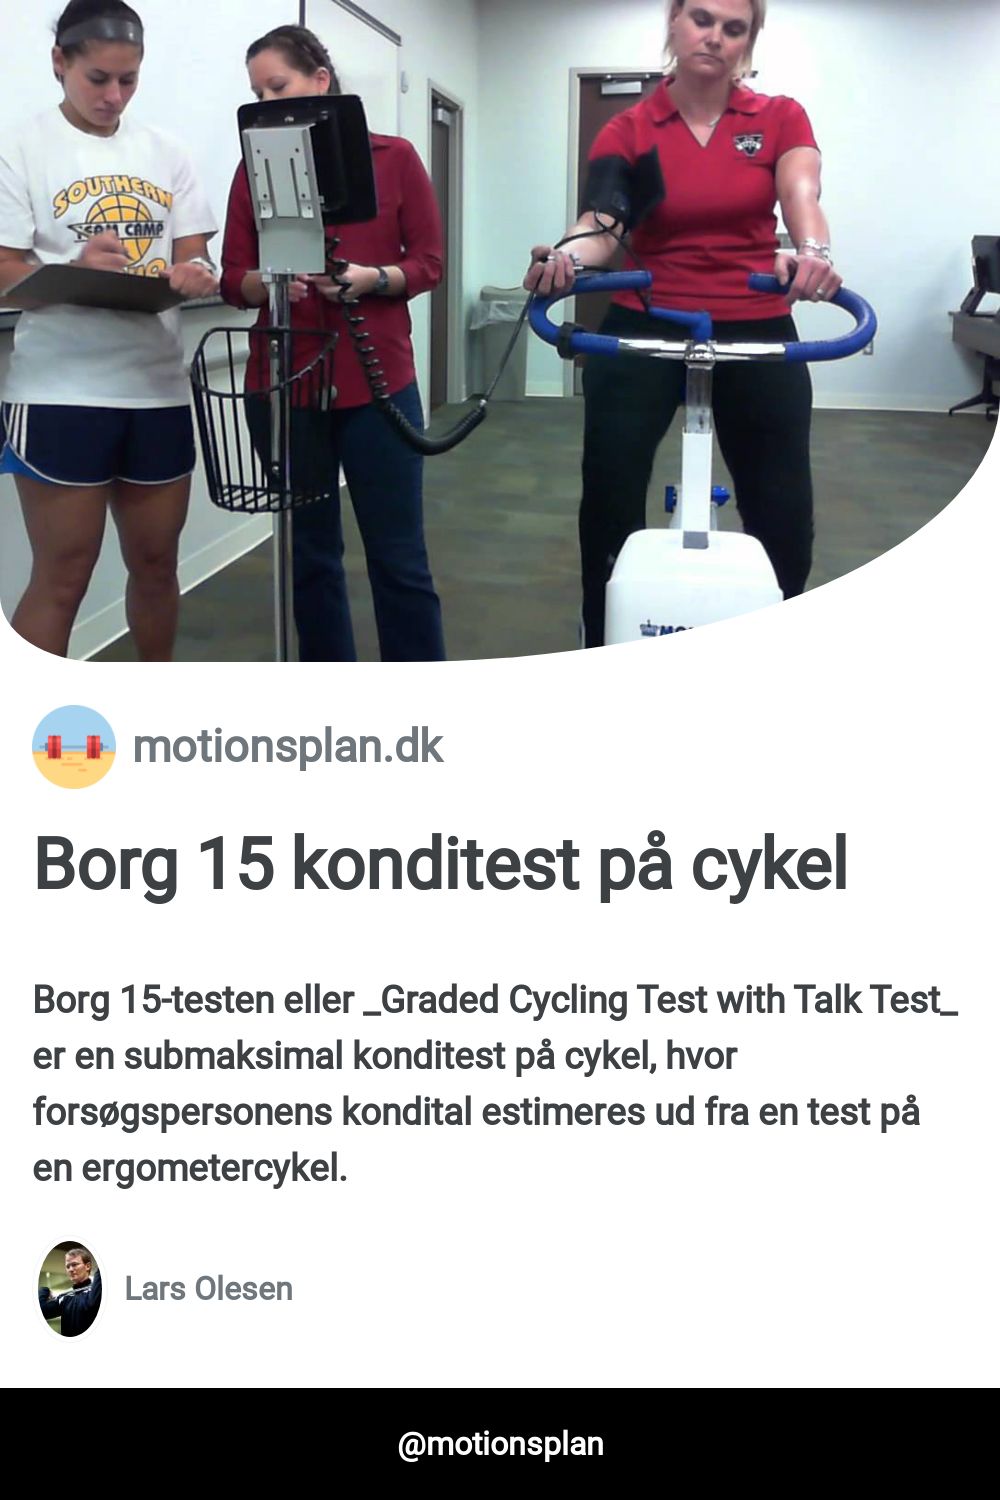 SOUTHERN
TEAM CAMP
motionsplan.dk
Borg 15 konditest på cykel
Borg 15-testen eller _Graded Cycling Test with Talk Test_
er en submaksimal konditest på cykel, hvor
forsøgspersonens kondital estimeres ud fra en test på
en ergometercykel.
Lars Olesen
@motionsplan